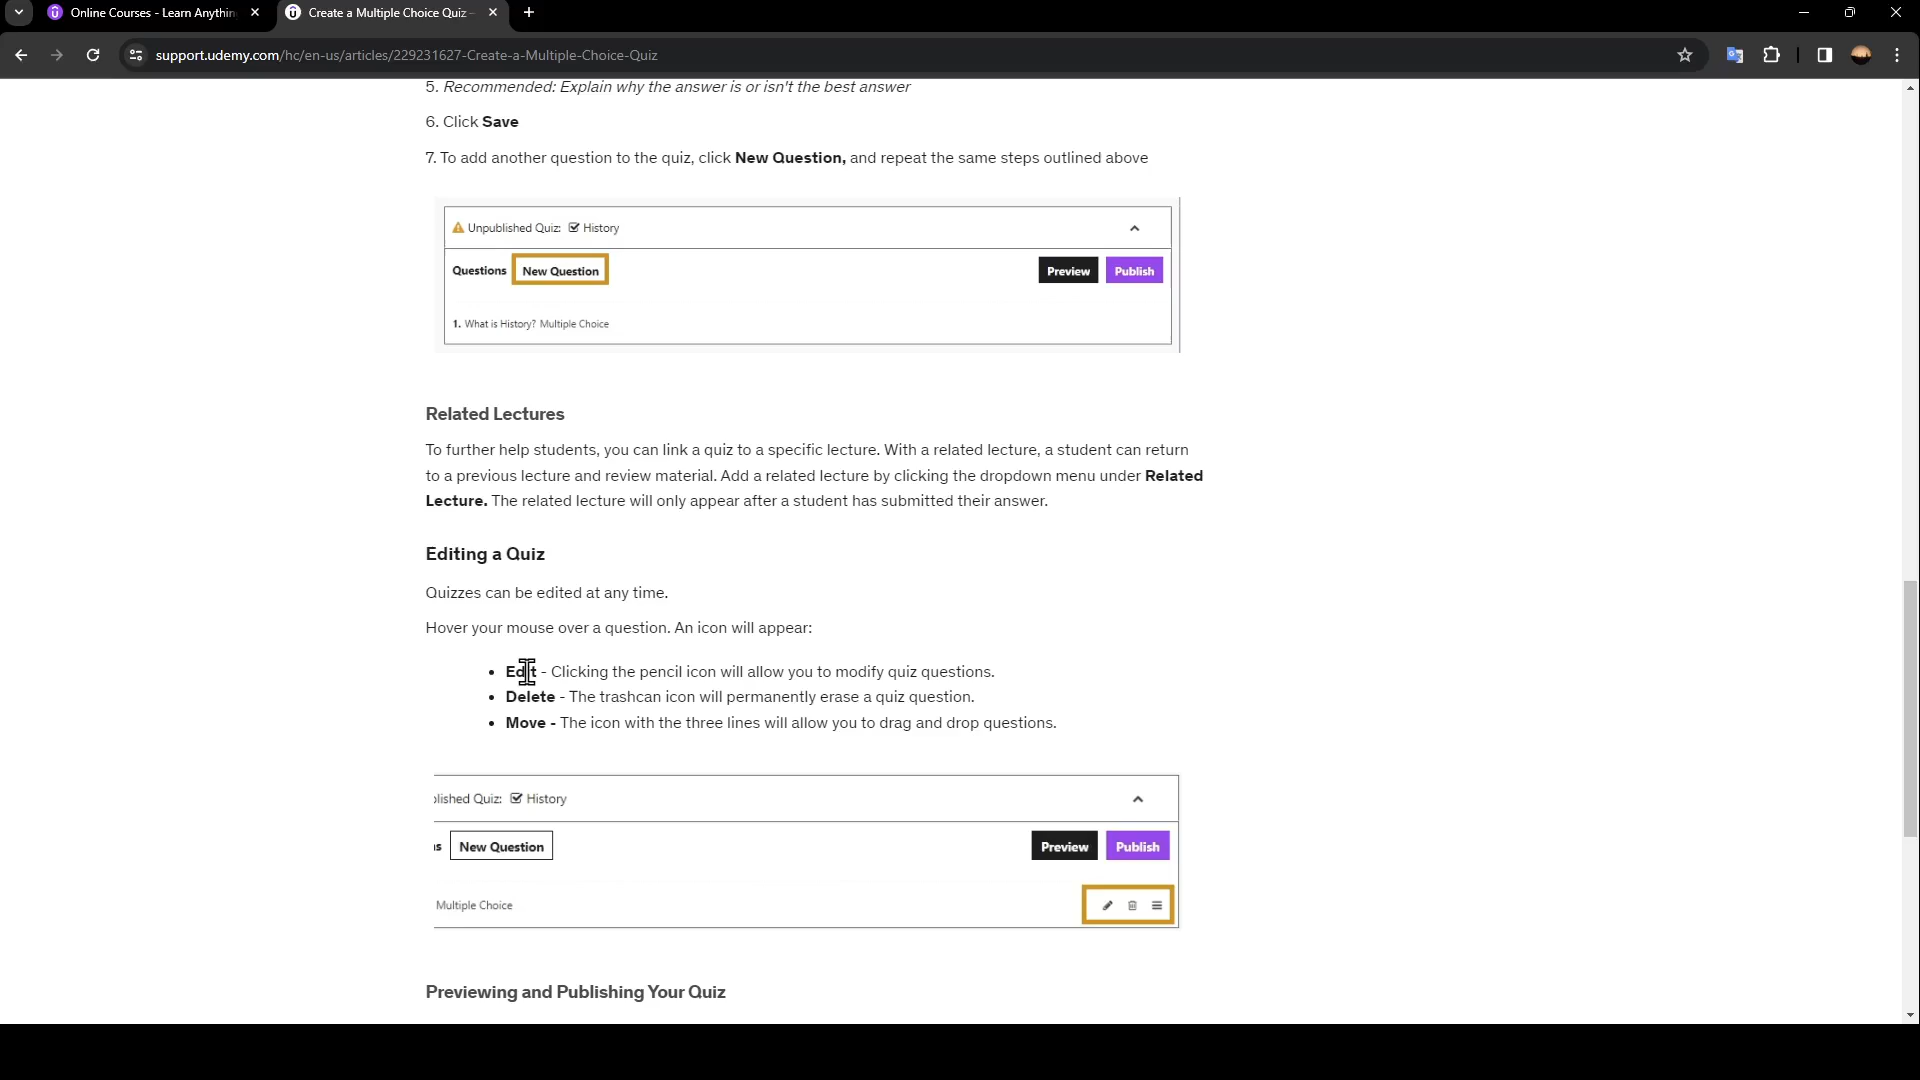 Online Courses - Learn Anythin
Create a Multiple Choice Quiz -
support.udemy.com/hc/en-us/articles/229231627-Create-a-Multiple-Choice-Quiz
5. Recommended: Explain why the answer is or isn't the best answer
6. Click Save
7. To add another question to the quiz, click New Question, and repeat the same steps outlined above
Unpublished Quiz: History
Questions New Question Preview Publish
1. What is History? Multiple Choice
Related Lectures
To further help students, you can link a quiz to a specific lecture. With a related lecture, a student can return
to a previous lecture and review material. Add a related lecture by clicking the dropdown menu under Related
Lecture. The related lecture will only appear after a student has submitted their answer.
Editing a Quiz
Quizzes can be edited at any time.
Hover your mouse over a question. An icon will appear:
• Edit - Clicking the pencil icon will allow you to modify quiz questions.
• Delete - The trashcan icon will permanently erase a quiz question.
• Move - The icon with the three lines will allow you to drag and drop questions.
blished Quiz: History
ns New Question Preview Publish
Multiple Choice
Previewing and Publishing Your Quiz